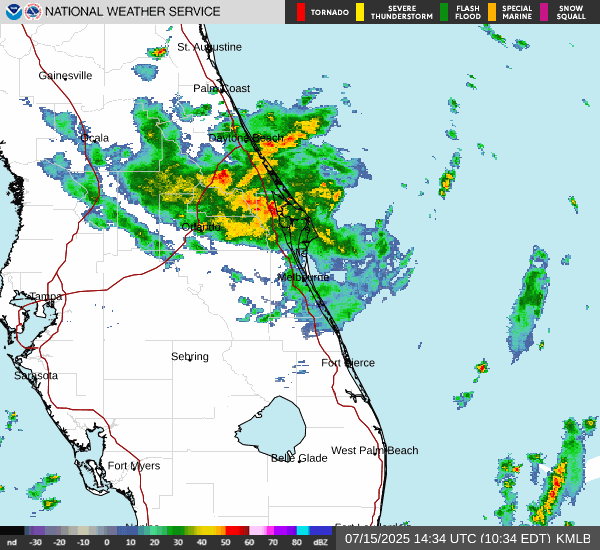 NATIONAL WEATHER SERVICE
TORNADO
SEVERE THUNDERSTORM
FLASH FLOOD
SPECIAL MARINE
SNOW SQUALL
St. Augustine
Gainesville
Palm Coast
Ocala
Daytona Beach
Orlando
Melbourne
Tampa
Sebring
Fort Pierce
Sarasota
West Palm Beach
Belle Glade
Fort Myers
nd -30 -20 -10 0 10 20 30 40 50 60 70 80 dBZ
07/15/2025 14:34 UTC (10:34 EDT) KMLB